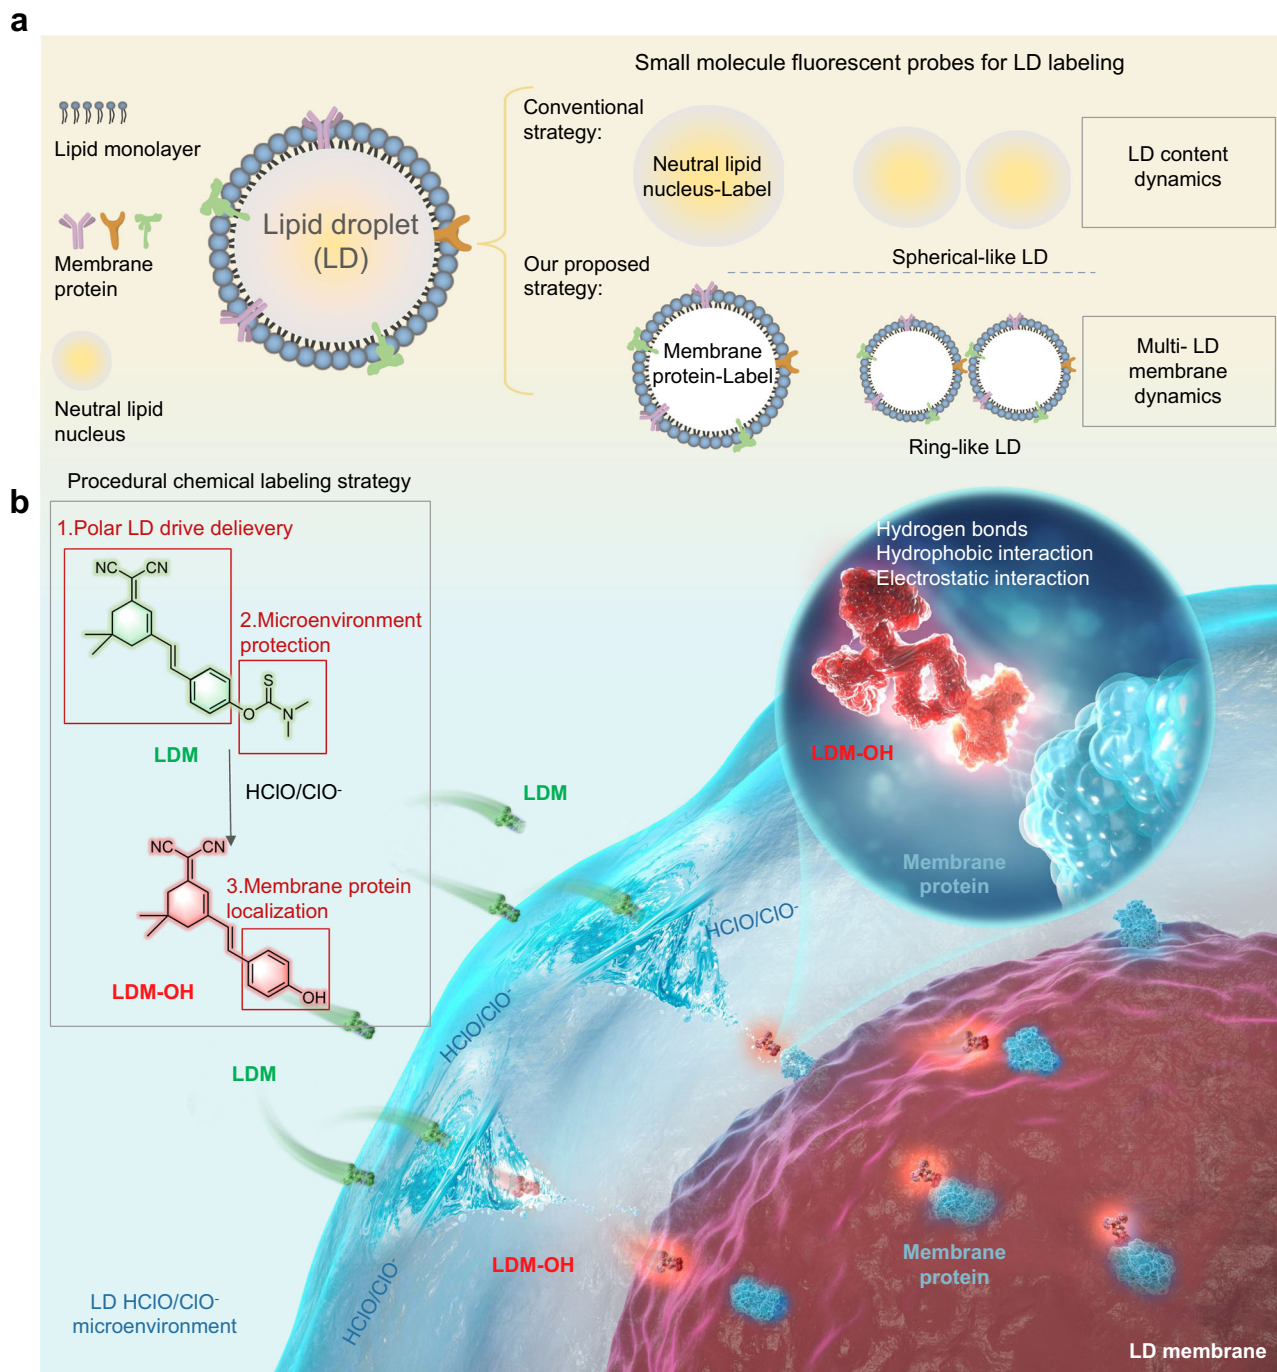 a
Small molecule fluorescent probes for LD labeling
Lipid monolayer
Membrane
protein
Neutral lipid
nucleus
Lipid droplet
(LD)
Conventional
strategy:
Neutral lipid
nucleus-Label
LD content
dynamics
Spherical-like LD
Our proposed
strategy:
Membrane
protein-Label
Multi- LD
membrane
dynamics
Ring-like LD
b
Procedural chemical labeling strategy
1.Polar LD drive delievery
NC
CN
2.Microenvironment
protection
S
O
N
LDM
HClO/ClO-
NC
CN
3.Membrane protein
localization
OH
LDM-OH
LDM
LDM
Hydrogen bonds
Hydrophobic interaction
Electrostatic interaction
LDM-OH
Membrane
protein
HClO/ClO-
HClO/ClO-
HClO/ClO-
LDM-OH
Membrane
protein
LD HClO/ClO-
microenvironment
LD membrane